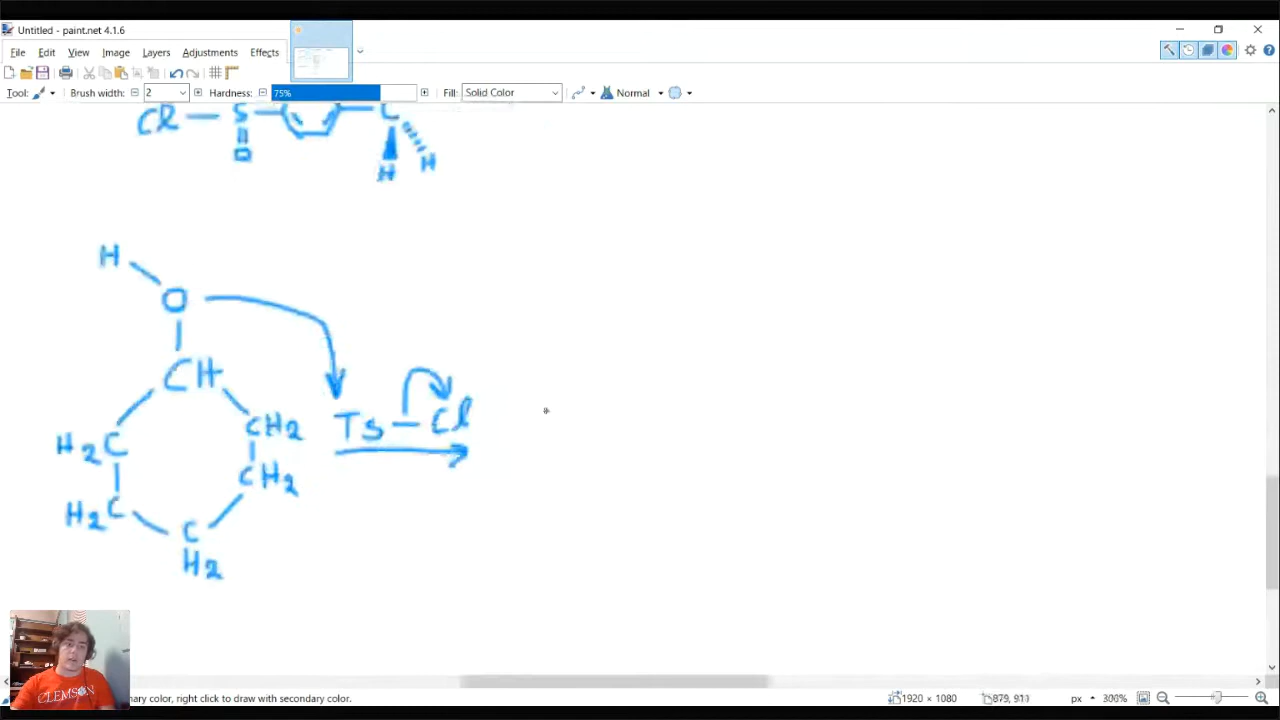 Untitled - paint.net 4.1.6
File Edit View Image Layers Adjustments Effects
Tool: Brush width: 2 Hardness: 75% Fill: Solid Color Normal
Cl S C
O
H H
H
O
CH
H2C CH2 Ts Cl
H2C CH2
C
H2
CLEMSON
nary color, right click to draw with secondary color.
1920 × 1080
879, 911
px
300%